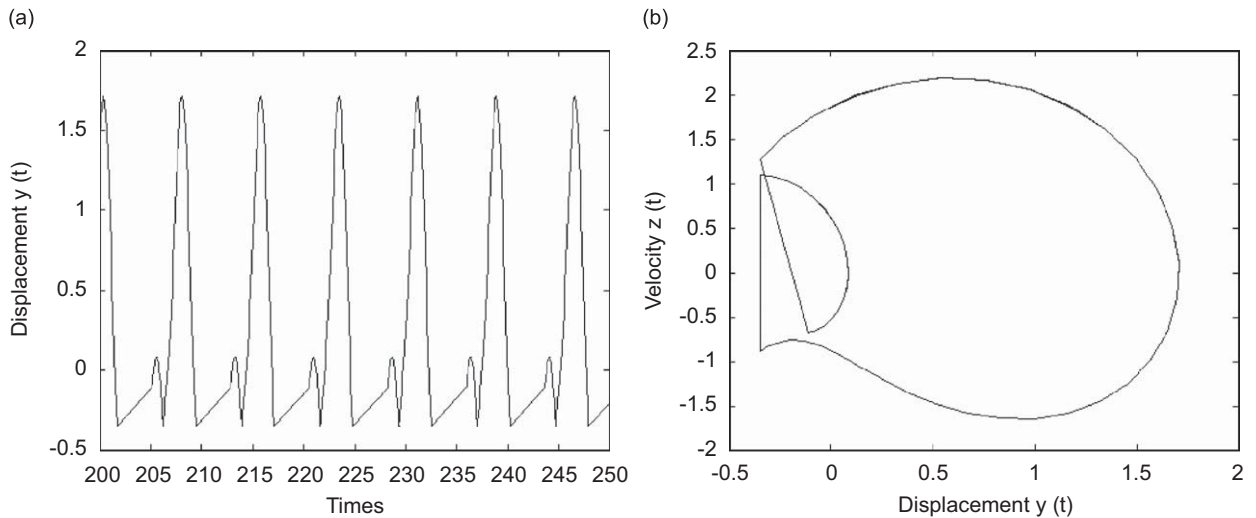 (a)
2
1.5
1
0.5
0
-0.5
200 205 210 215 220 225 230 235 240 245 250
Displacement y (t)
Times
(b)
2.5
2
1.5
1
0.5
0
-0.5
-1
-1.5
-2
-0.5 0 0.5 1 1.5 2
Velocity z (t)
Displacement y (t)